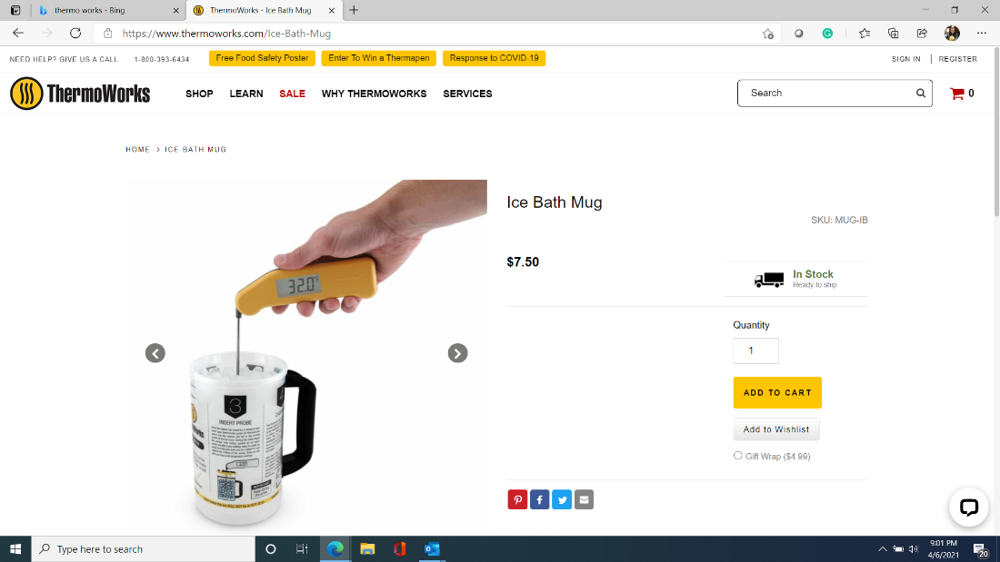 thermo works - Bing
ThermoWorks - Ice Bath Mug
https://www.thermoworks.com/Ice-Bath-Mug
NEED HELP? GIVE US A CALL 1-800-393-6434
Free Food Safety Poster
Enter To Win a Thermapen
Response to COVID-19
SIGN IN | REGISTER
ThermoWorks
SHOP LEARN SALE WHY THERMOWORKS SERVICES
Search
0
HOME > ICE BATH MUG
32.0°F
3
INSERT PROBE
Ice Bath Mug
SKU: MUG-IB
$7.50
In Stock
Ready to ship
Quantity
1
ADD TO CART
Add to Wishlist
Gift Wrap ($4.99)
Type here to search
9:01 PM
4/6/2021
20